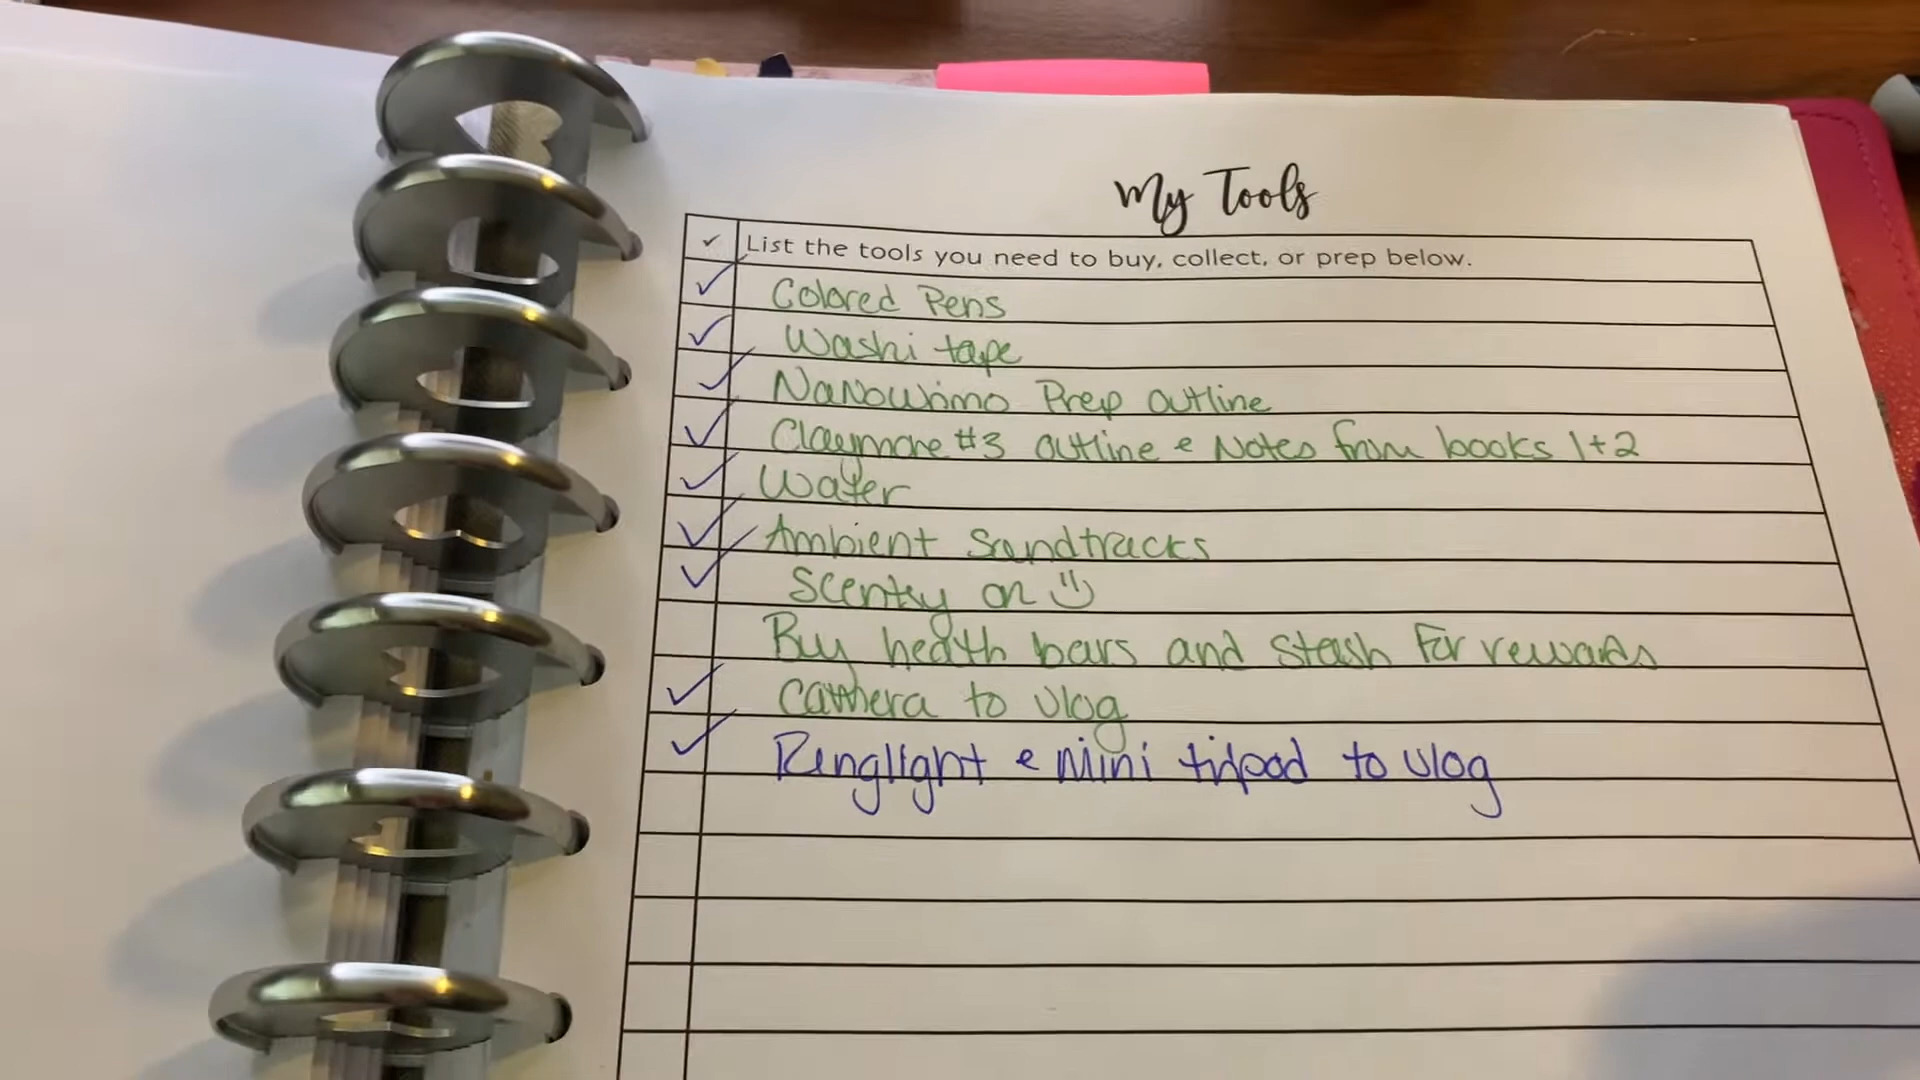 My Tools
✓ List the tools you need to buy, collect, or prep below.
✓ Colored Pens
✓ Washi tape
✓ NaNoWrimo Prep outline
✓ Claymore #3 outline & Notes from books 1+2
✓ Water
✓ Ambient Soundtracks
✓ Scentsy on
Buy heath bars and stash for rewards
✓ Camera to vlog
✓ Ringlight & mini tripod to vlog